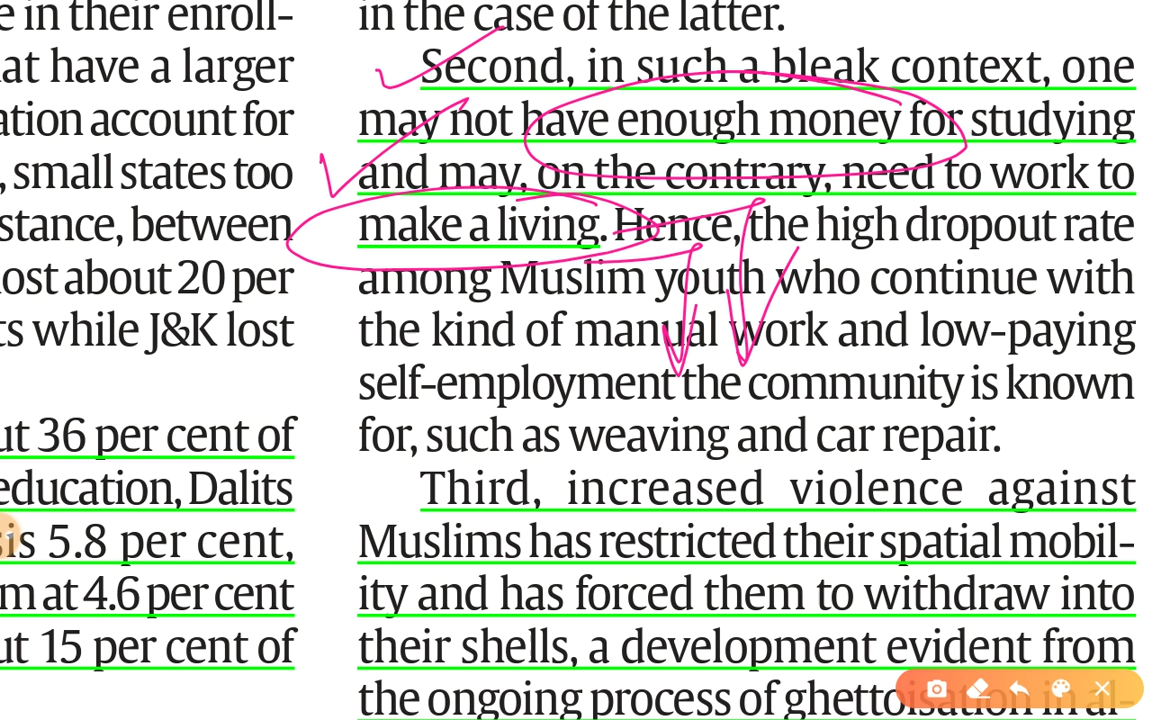 e in their enroll-
at have a larger
ation account for
, small states too
stance, between
ost about 20 per
ts while J&K lost
ut 36 per cent of
education, Dalits
is 5.8 per cent,
m at 4.6 per cent
ut 15 per cent of
in the case of the latter.
Second, in such a bleak context, one
may not have enough money for studying
and may, on the contrary, need to work to
make a living. Hence, the high dropout rate
among Muslim youth who continue with
the kind of manual work and low-paying
self-employment the community is known
for, such as weaving and car repair.
Third, increased violence against
Muslims has restricted their spatial mobil-
ity and has forced them to withdraw into
their shells, a development evident from
the ongoing process of ghettoisation in al-